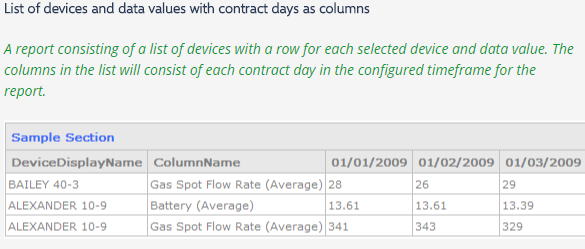 List of devices and data values with contract days as columns
A report consisting of a list of devices with a row for each selected device and data value. The
columns in the list will consist of each contract day in the configured timeframe for the
report.
Sample Section
DeviceDisplayName ColumnName 01/01/2009 01/02/2009 01/03/2009
BAILEY 40-3 Gas Spot Flow Rate (Average) 28 26 29
ALEXANDER 10-9 Battery (Average) 13.61 13.61 13.39
ALEXANDER 10-9 Gas Spot Flow Rate (Average) 341 343 329